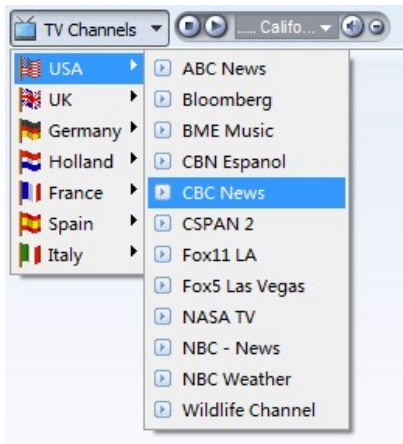 TV Channels
...... Califo...
USA
UK
Germany
Holland
France
Spain
Italy
ABC News
Bloomberg
BME Music
CBN Espanol
CBC News
CSPAN 2
Fox11 LA
Fox5 Las Vegas
NASA TV
NBC - News
NBC Weather
Wildlife Channel